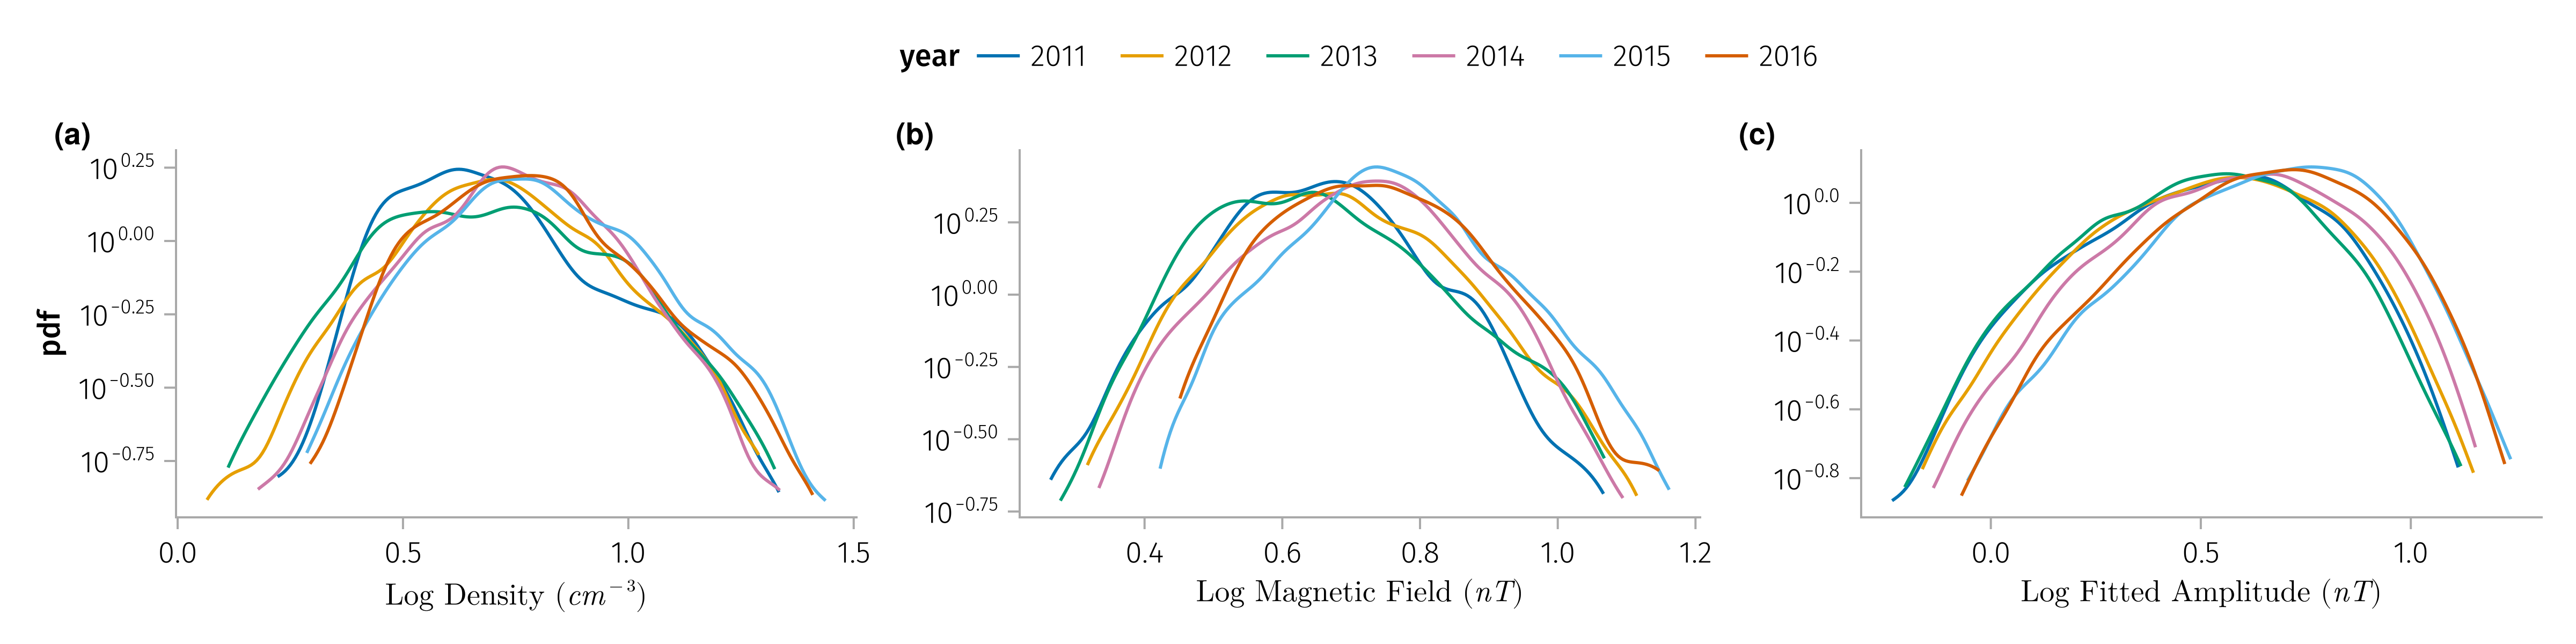 year 2011 2012 2013 2014 2015 2016
(a) (b) (c)
pdf
10^0.25
10^0.00
10^−0.25
10^−0.50
10^−0.75
0.0 0.5 1.0 1.5
Log Density (cm^−3)
10^0.25
10^0.00
10^−0.25
10^−0.50
10^−0.75
0.4 0.6 0.8 1.0 1.2
Log Magnetic Field (nT)
10^0.0
10^−0.2
10^−0.4
10^−0.6
10^−0.8
0.0 0.5 1.0
Log Fitted Amplitude (nT)